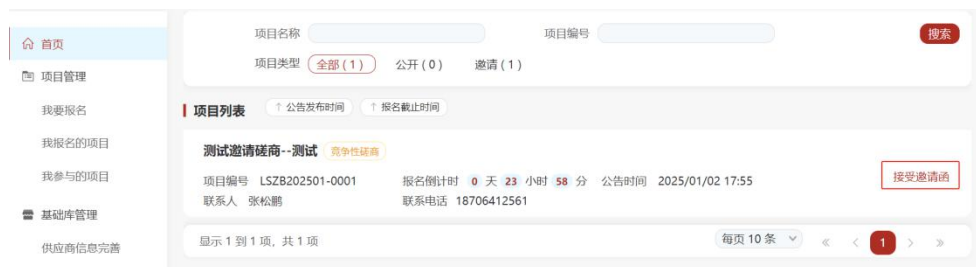 首页
项目管理
我要报名
我报名的项目
我参与的项目
基础库管理
供应商信息完善
项目名称 项目编号 搜索
项目类型 全部(1) 公开(0) 邀请(1)
项目列表 ↑ 公告发布时间 ↑ 报名截止时间
测试邀请磋商--测试 竞争性磋商
项目编号 LSZB202501-0001 报名倒计时 0 天 23 小时 58 分 公告时间 2025/01/02 17:55 接受邀请函
联系人 张松鹏 联系电话 18706412561
显示 1 到 1 项, 共 1 项 每页 10 条 « < 1 > »